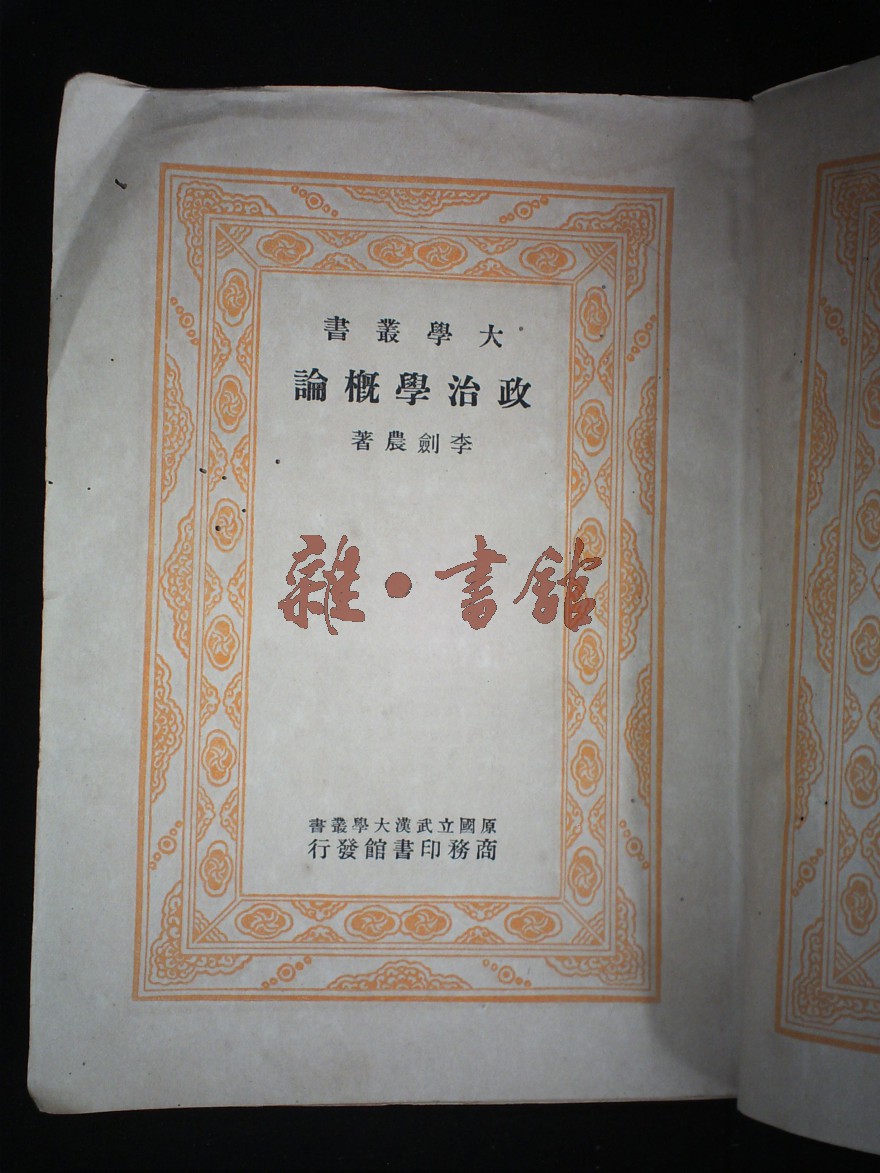 大學叢書
政治學概論
李劍農著
雜·書館
原國立武漢大學叢書
商務印書館發行